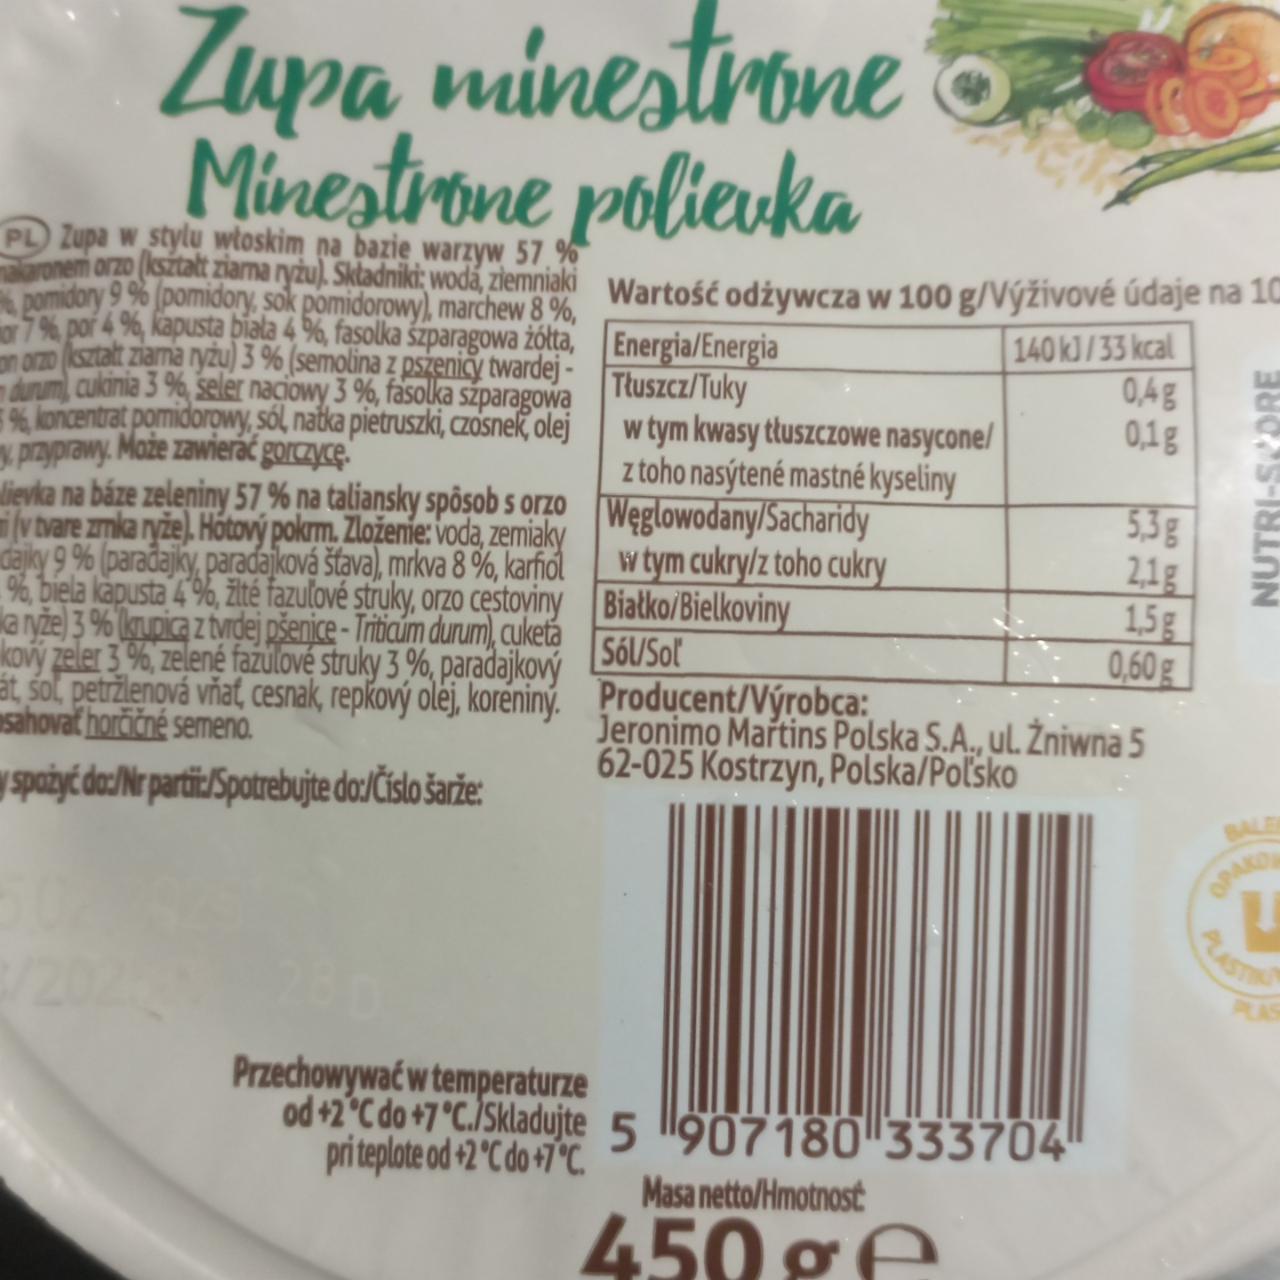 Zupa minestrone
Minestrone polievka
PL Zupa w stylu włoskim na bazie warzyw 57 %
makaronem orzo (kształt ziarna ryżu). Składniki: woda, ziemniaki
%, pomidory 9 % (pomidory, sok pomidorowy), marchew 8 %,
7 %, por 4 %, kapusta biała 4 %, fasolka szparagowa żółta,
orzo (kształt ziarna ryżu) 3 % (semolina z pszenicy twardej -
durum), cukinia 3 %, seler naciowy 3 %, fasolka szparagowa
%, koncentrat pomidorowy, sól, natka pietruszki, czosnek, olej
przyprawy. Może zawierać gorczycę.
na báze zeleniny 57 % na taliansky spôsob s orzo
(v tvare zrnka ryže). Hotový pokrm. Zloženie: voda, zemiaky
9 % (paradajky, paradajková šťava), mrkva 8 %, karfiol
%, biela kapusta 4 %, žlté fazuľové struky, orzo cestoviny
ryže) 3 % (krupica z tvrdej pšenice - Triticum durum), cuketa
zeler 3 %, zelené fazuľové struky 3 %, paradajkový
soľ, petržlenová vňať, cesnak, repkový olej, koreniny.
horčičné semeno.
spożyć do:/Nr partii:/Spotrebujte do:/Číslo šarže:
28 D
Przechowywać w temperaturze
od +2 °C do +7 °C./Skladujte
pri teplote od +2 °C do +7 °C.
Wartość odżywcza w 100 g/Výživové údaje na
Energia/Energia 140 kJ / 33 kcal
Tłuszcz/Tuky 0,4 g
w tym kwasy tłuszczowe nasycone/ 0,1 g
z toho nasýtené mastné kyseliny
Węglowodany/Sacharidy 5,3 g
w tym cukry/z toho cukry 2,1 g
Białko/Bielkoviny 1,5 g
Sól/Soľ 0,60 g
Producent/Výrobca:
Jeronimo Martins Polska S.A., ul. Żniwna 5
62-025 Kostrzyn, Polska/Poľsko
5 907180 333704
Masa netto/Hmotnosť:
450 g e
NUTRI-SCORE